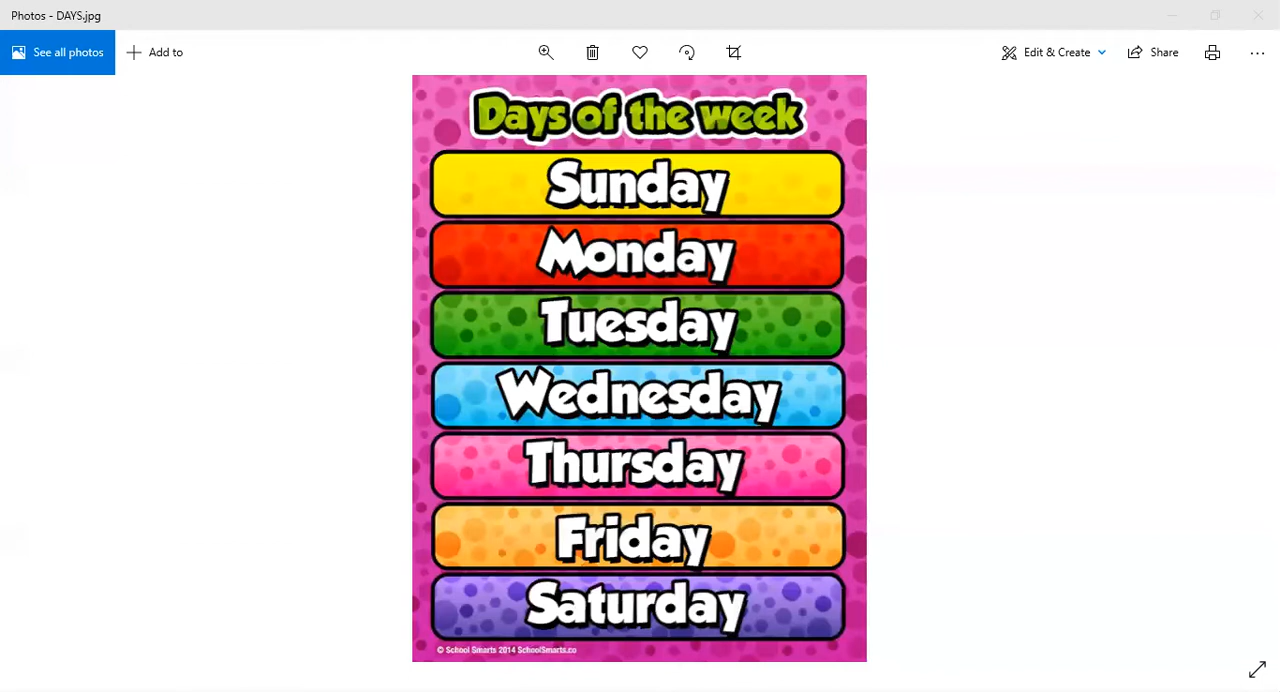 Photos - DAYS.jpg
See all photos
Add to
Edit & Create
Share
Days of the week
Sunday
Monday
Tuesday
Wednesday
Thursday
Friday
Saturday
© School Smarts 2014 SchoolSmarts.co